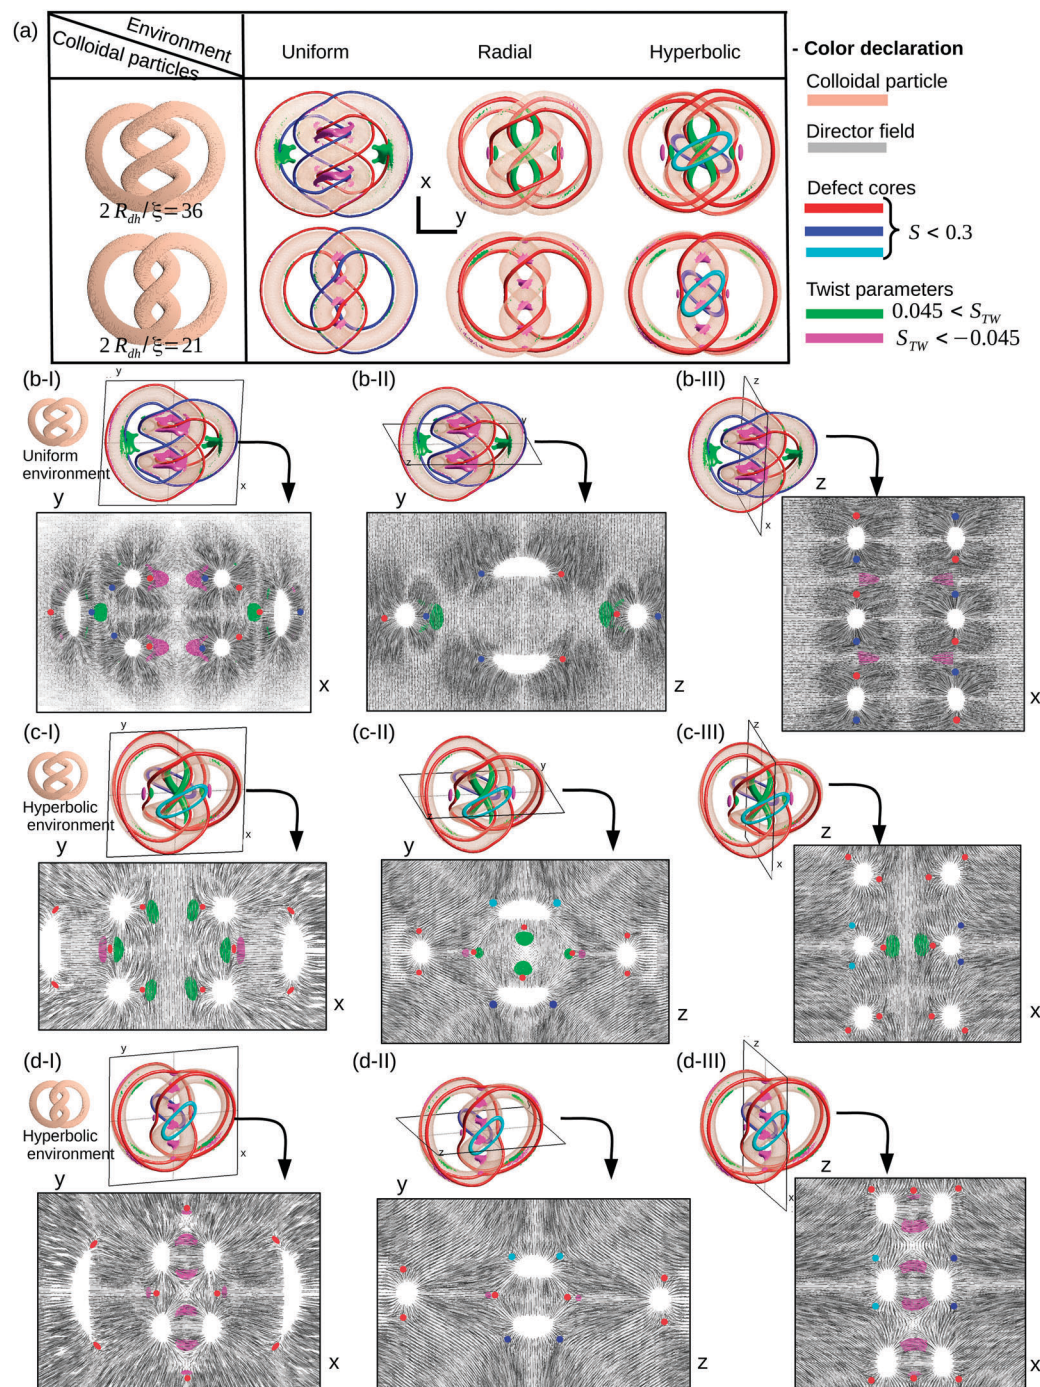 (a)
Environment
Colloidal particles
Uniform
Radial
Hyperbolic
2 R_dh/ξ=36
2 R_dh/ξ=21
x
y
- Color declaration
Colloidal particle
Director field
Defect cores
S < 0.3
Twist parameters
0.045 < S_TW
S_TW < −0.045
(b-I)
y
x
Uniform
environment
y
x
(b-II)
y
z
y
z
(b-III)
z
x
z
x
(c-I)
y
x
Hyperbolic
environment
y
x
(c-II)
y
z
y
z
(c-III)
z
x
z
x
(d-I)
y
x
Hyperbolic
environment
y
x
(d-II)
y
z
y
z
(d-III)
z
x
z
x